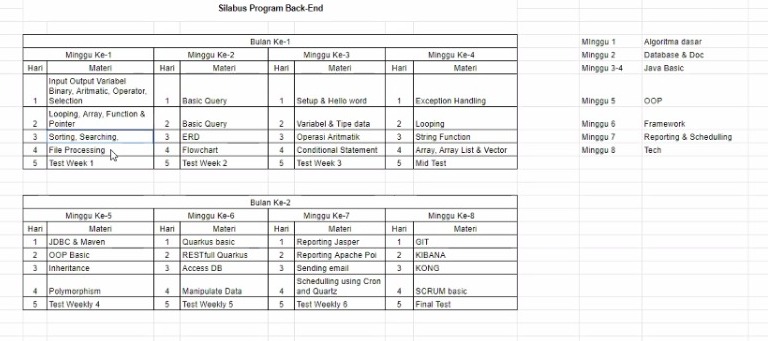 Silabus Program Back-End
Bulan Ke-1
Minggu Ke-1 Minggu Ke-2 Minggu Ke-3 Minggu Ke-4
Hari Materi Hari Materi Hari Materi Hari Materi
Input Output Variabel
Binary, Aritmatic, Operator,
1 Selection 1 Basic Query 1 Setup & Hello word 1 Exception Handling
Looping, Array, Function &
2 Pointer 2 Basic Query 2 Variabel & Tipe data 2 Looping
3 Sorting, Searching, 3 ERD 3 Operasi Aritmatik 3 String Function
4 File Processing 4 Flowchart 4 Conditional Statement 4 Array, Array List & Vector
5 Test Week 1 5 Test Week 2 5 Test Week 3 5 Mid Test
Minggu 1 Algoritma dasar
Minggu 2 Database & Doc
Minggu 3-4 Java Basic
Minggu 5 OOP
Minggu 6 Framework
Minggu 7 Reporting & Schedulling
Minggu 8 Tech
Bulan Ke-2
Minggu Ke-5 Minggu Ke-6 Minggu Ke-7 Minggu Ke-8
Hari Materi Hari Materi Hari Materi Hari Materi
1 JDBC & Maven 1 Quarkus basic 1 Reporting Jasper 1 GIT
2 OOP Basic 2 RESTfull Quarkus 2 Reporting Apache Poi 2 KIBANA
3 Inheritance 3 Access DB 3 Sending email 3 KONG
Scheduling using Cron
4 Polymorphism 4 Manipulate Data 4 and Quartz 4 SCRUM basic
5 Test Weekly 4 5 Test Weekly 5 5 Test Weekly 6 5 Final Test